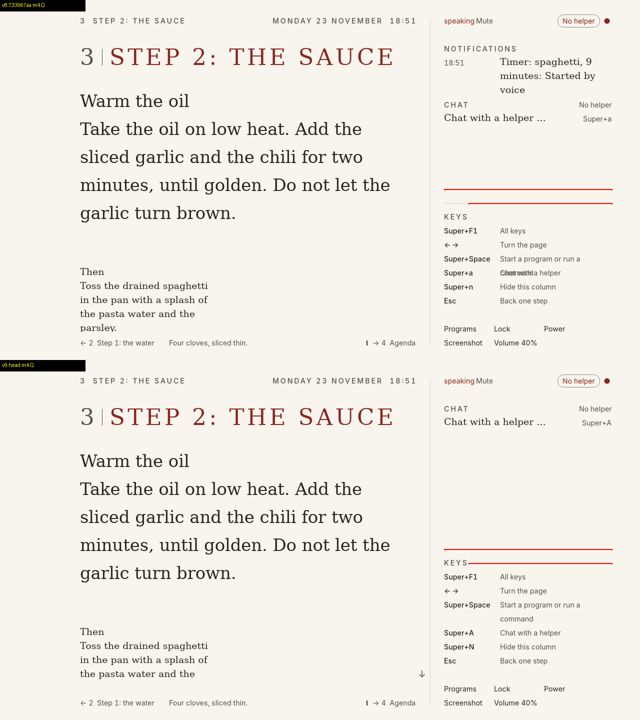 v8 733967aa m4Q
3 STEP 2: THE SAUCE
MONDAY 23 NOVEMBER 18:51
3 | STEP 2: THE SAUCE
Warm the oil
Take the oil on low heat. Add the
sliced garlic and the chili for two
minutes, until golden. Do not let the
garlic turn brown.
Then
Toss the drained spaghetti
in the pan with a splash of
the pasta water and the
parsley.
← 2 Step 1: the water Four cloves, sliced thin.
→ 4 Agenda
speaking Mute
No helper
NOTIFICATIONS
18:51 Timer: spaghetti, 9
minutes: Started by
voice
CHAT No helper
Chat with a helper ... Super+a
KEYS
Super+F1 All keys
← → Turn the page
Super+Space Start a program or run a
command
Super+a Chat with a helper
Super+n Hide this column
Esc Back one step
Programs Lock Power
Screenshot Volume 40%
v9 head m4Q
3 STEP 2: THE SAUCE
MONDAY 23 NOVEMBER 18:51
3 | STEP 2: THE SAUCE
Warm the oil
Take the oil on low heat. Add the
sliced garlic and the chili for two
minutes, until golden. Do not let the
garlic turn brown.
Then
Toss the drained spaghetti
in the pan with a splash of
the pasta water and the
↓
← 2 Step 1: the water Four cloves, sliced thin.
→ 4 Agenda
speaking Mute
No helper
CHAT No helper
Chat with a helper ... Super+A
KEYS
Super+F1 All keys
← → Turn the page
Super+Space Start a program or run a
command
Super+A Chat with a helper
Super+N Hide this column
Esc Back one step
Programs Lock Power
Screenshot Volume 40%